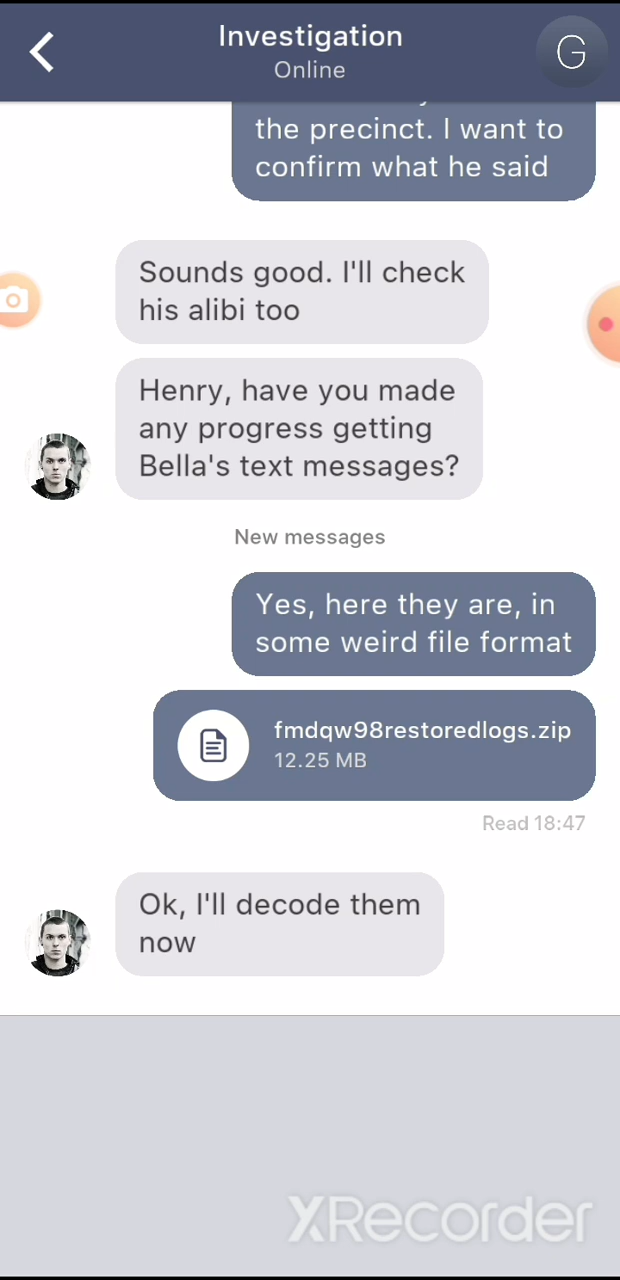 Investigation
Online
G
the precinct. I want to
confirm what he said
Sounds good. I'll check
his alibi too
Henry, have you made
any progress getting
Bella's text messages?
New messages
Yes, here they are, in
some weird file format
fmdqw98restoredlogs.zip
12.25 MB
Read 18:47
Ok, I'll decode them
now
XRecorder